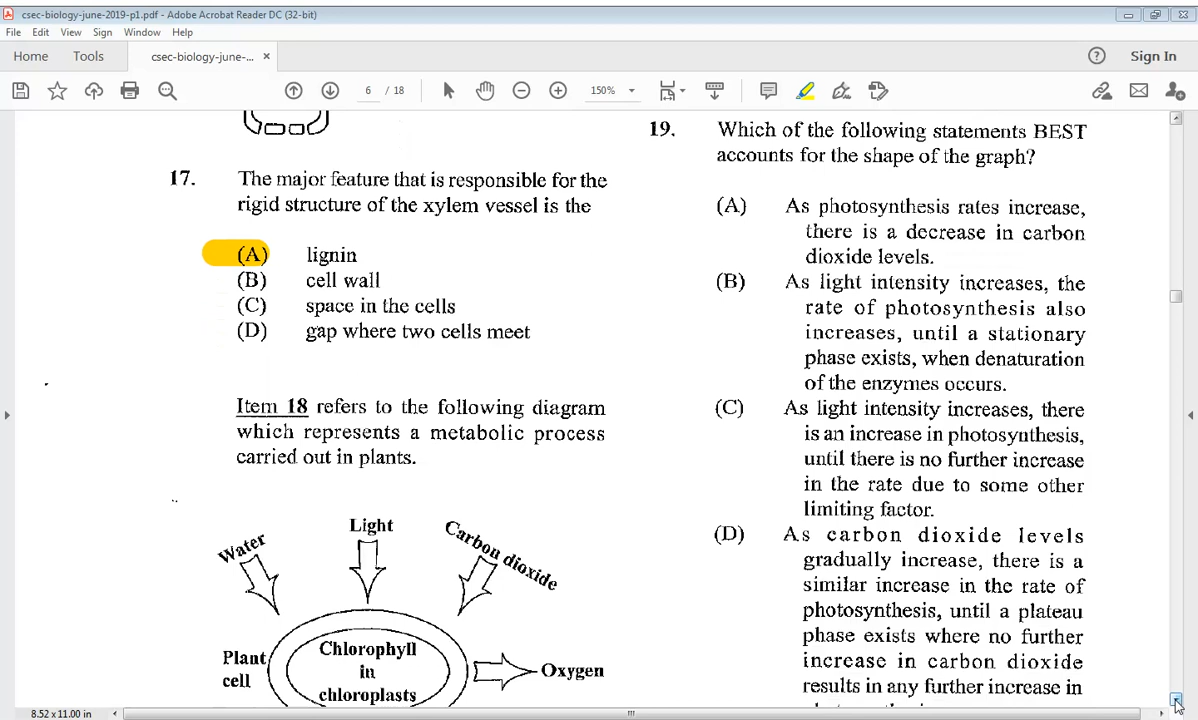 csec-biology-june-2019-p1.pdf - Adobe Acrobat Reader DC (32-bit)
File Edit View Sign Window Help
Home Tools csec-biology-june-... × Sign In
6 / 18 150%
17. The major feature that is responsible for the
rigid structure of the xylem vessel is the
(A) lignin
(B) cell wall
(C) space in the cells
(D) gap where two cells meet
Item 18 refers to the following diagram
which represents a metabolic process
carried out in plants.
Water
Light
Carbon dioxide
Plant
cell
Chlorophyll
in
chloroplasts
Oxygen
19. Which of the following statements BEST
accounts for the shape of the graph?
(A) As photosynthesis rates increase,
there is a decrease in carbon
dioxide levels.
(B) As light intensity increases, the
rate of photosynthesis also
increases, until a stationary
phase exists, when denaturation
of the enzymes occurs.
(C) As light intensity increases, there
is an increase in photosynthesis,
until there is no further increase
in the rate due to some other
limiting factor.
(D) As carbon dioxide levels
gradually increase, there is a
similar increase in the rate of
photosynthesis, until a plateau
phase exists where no further
increase in carbon dioxide
results in any further increase in
8.52 x 11.00 in